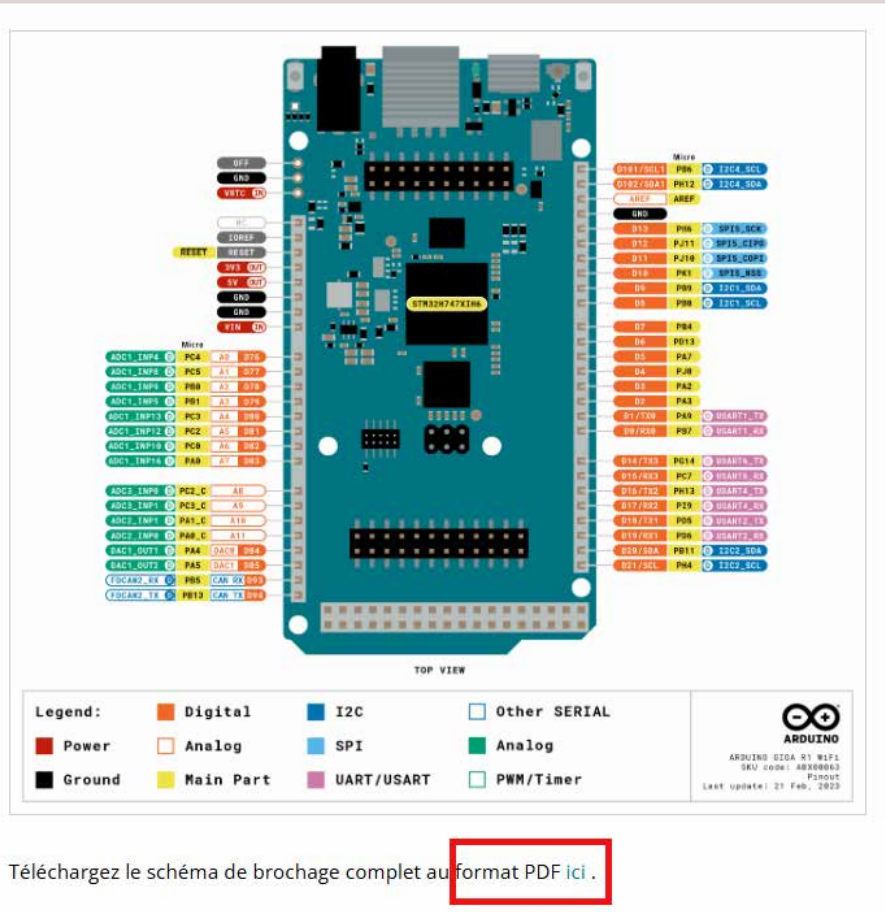 OFF
GND
VRTC IN
NC
IOREF
RESET RESET
3V3 OUT
5V OUT
GND
GND
VIN IN
Micro
ADC1_INP4 PC4 A0 D76
ADC1_INP8 PC5 A1 D77
ADC1_INP9 PB0 A2 D78
ADC1_INP5 PB1 A3 D79
ADC1_INP13 PC3 A4 D80
ADC1_INP12 PC2 A5 D81
ADC1_INP10 PC0 A6 D82
ADC1_INP16 PA0 A7 D83
ADC3_INP0 PC2_C A8
ADC3_INP1 PC3_C A9
ADC2_INP1 PA1_C A10
ADC2_INP0 PA0_C A11
DAC1_OUT1 PA4 DAC0 D84
DAC1_OUT2 PA5 DAC1 D85
FDCAN2_RX PB5 CAN RX D93
FDCAN2_TX PB13 CAN TX D94
STM32H747XIH6
Micro
D101/SCL1 PB6 I2C4_SCL
D102/SDA1 PH12 I2C4_SDA
AREF AREF
GND
D13 PH6 SPI5_SCK
D12 PJ11 SPI5_CIPO
D11 PJ10 SPI5_COPI
D10 PK1 SPI5_NSS
D9 PB9 I2C1_SDA
D8 PB8 I2C1_SCL
D7 PB4
D6 PD13
D5 PA7
D4 PJ8
D3 PA2
D2 PA3
D1/TX0 PA9 USART1_TX
D0/RX0 PB7 USART1_RX
D14/TX3 PG14 USART6_TX
D15/RX3 PC7 USART6_RX
D16/TX2 PH13 USART4_TX
D17/RX2 PI9 USART4_RX
D18/TX1 PD5 USART2_TX
D19/RX1 PD6 USART2_RX
D20/SDA PB11 I2C2_SDA
D21/SCL PH4 I2C2_SCL
TOP VIEW
Legend:
Digital
I2C
Other SERIAL
Power
Analog
SPI
Analog
Ground
Main Part
UART/USART
PWM/Timer
ARDUINO
ARDUINO GIGA R1 WiFi
SKU code: ABX00063
Pinout
Last update: 21 Feb, 2023
Téléchargez le schéma de brochage complet au format PDF ici .